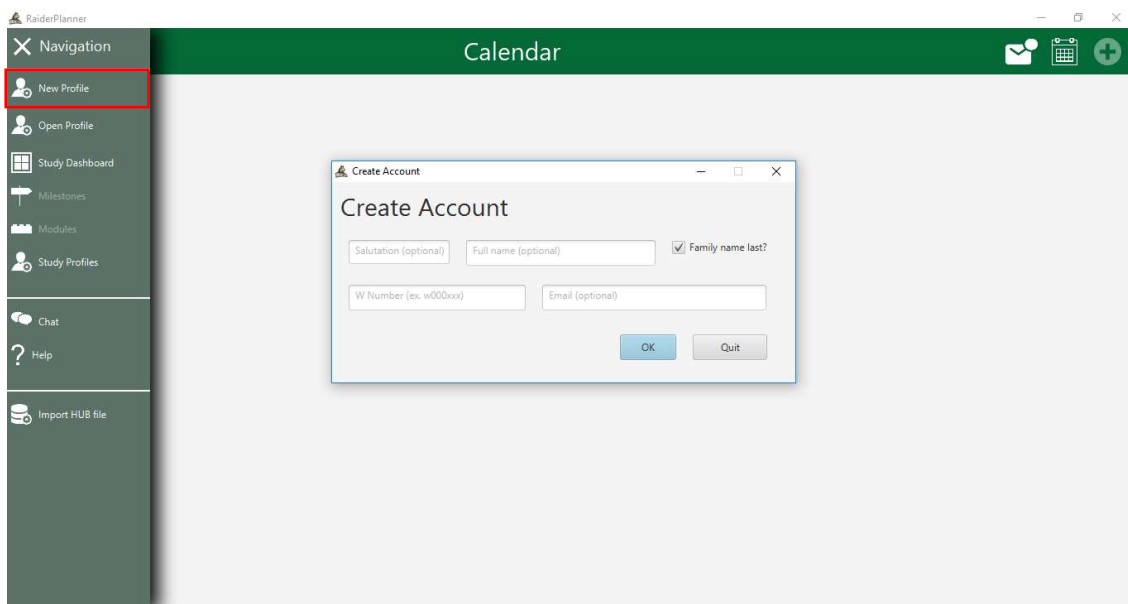 RaiderPlanner
Navigation
Calendar
New Profile
Open Profile
Study Dashboard
Milestones
Modules
Study Profiles
Chat
Help
Import HUB file
Create Account
Create Account
Salutation (optional)
Full name (optional)
Family name last?
W Number (ex. w000xxx)
Email (optional)
OK
Quit